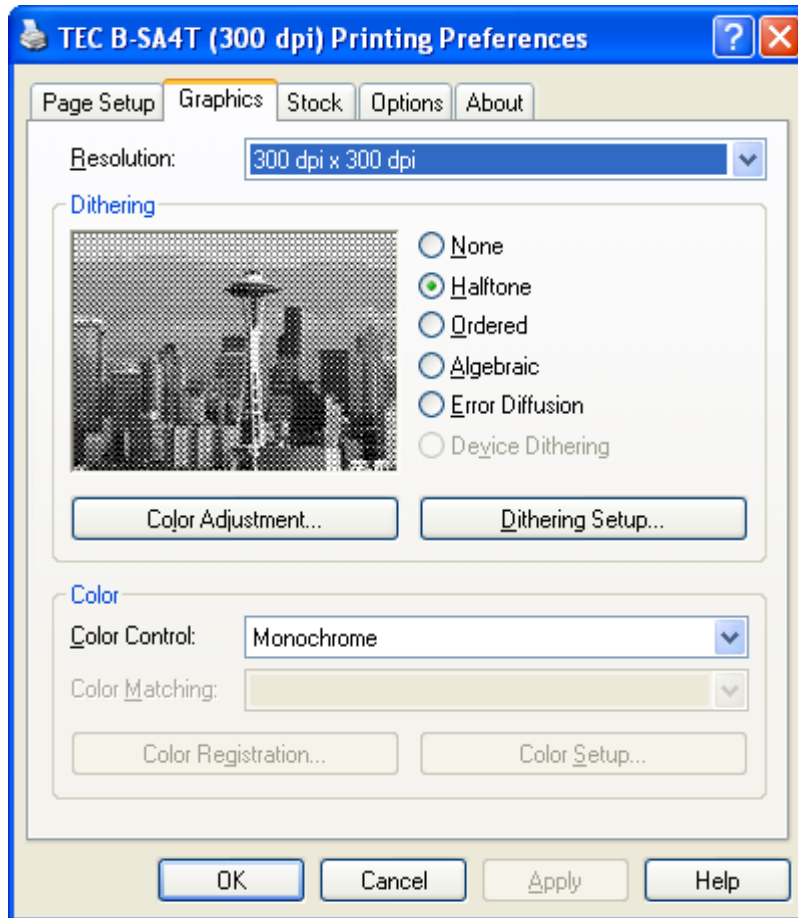 TEC B-SA4T (300 dpi) Printing Preferences
Page Setup Graphics Stock Options About
Resolution: 300 dpi x 300 dpi
Dithering
None
Halftone
Ordered
Algebraic
Error Diffusion
Device Dithering
Color Adjustment... Dithering Setup...
Color
Color Control: Monochrome
Color Matching:
Color Registration... Color Setup...
OK Cancel Apply Help